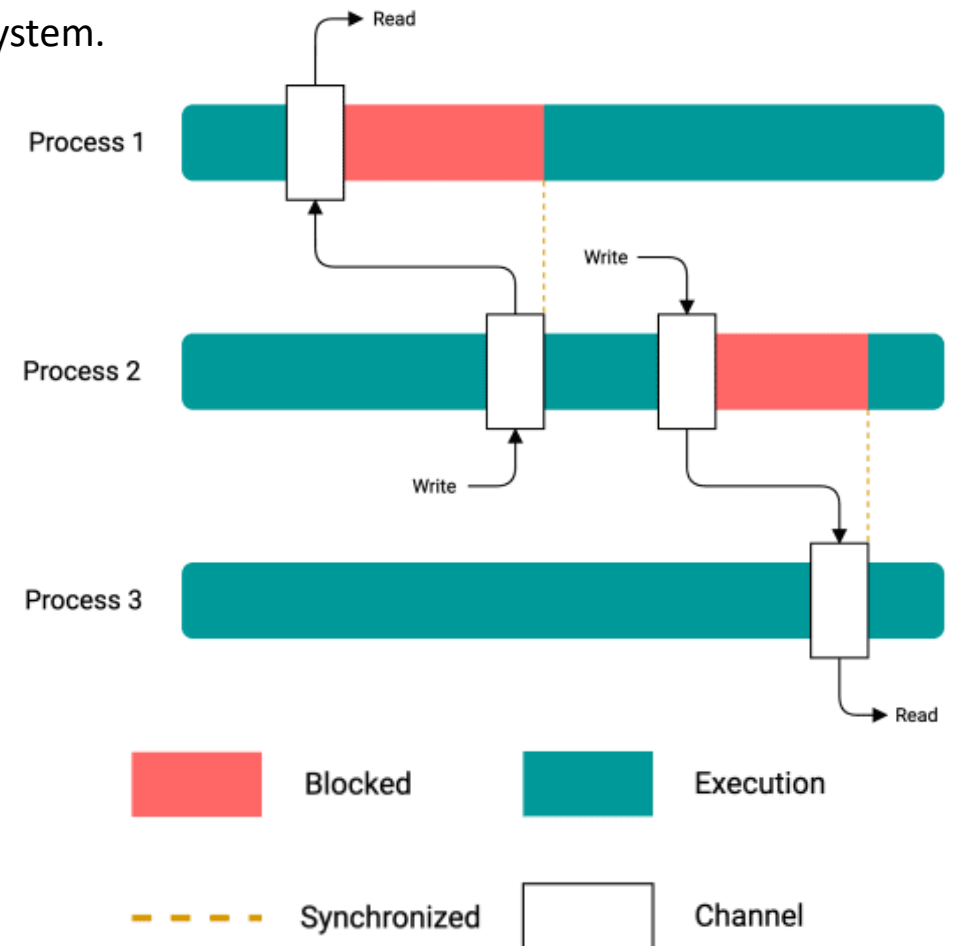 ystem.
Read
Process 1
Write
Process 2
Write
Process 3
Read
Blocked
Execution
Synchronized
Channel